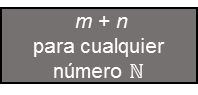 m + n
para cualquier
número ℕ